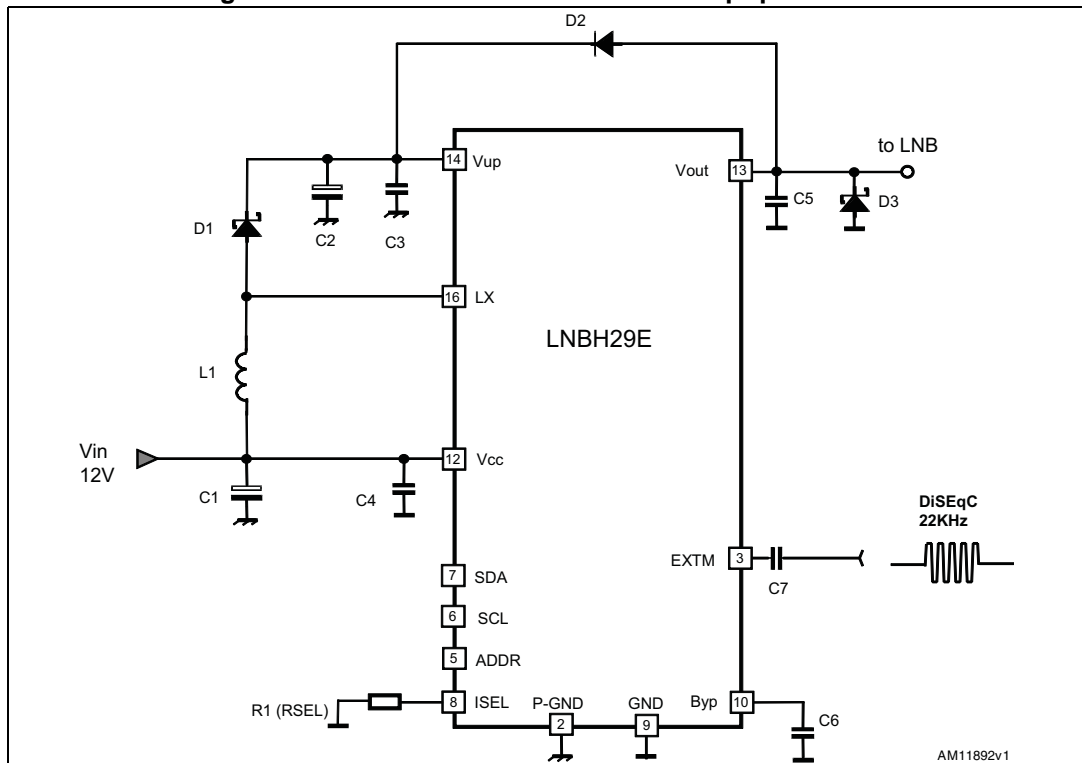 D2
to LNB
14 Vup
Vout 13
C5
D3
D1
C2
C3
16 LX
LNBH29E
L1
Vin
12V
12 Vcc
C1
C4
DiSEqC
22KHz
EXTM 3
C7
7 SDA
6 SCL
5 ADDR
R1 (RSEL)
8 ISEL
P-GND
2
GND
9
Byp 10
C6
AM11892v1